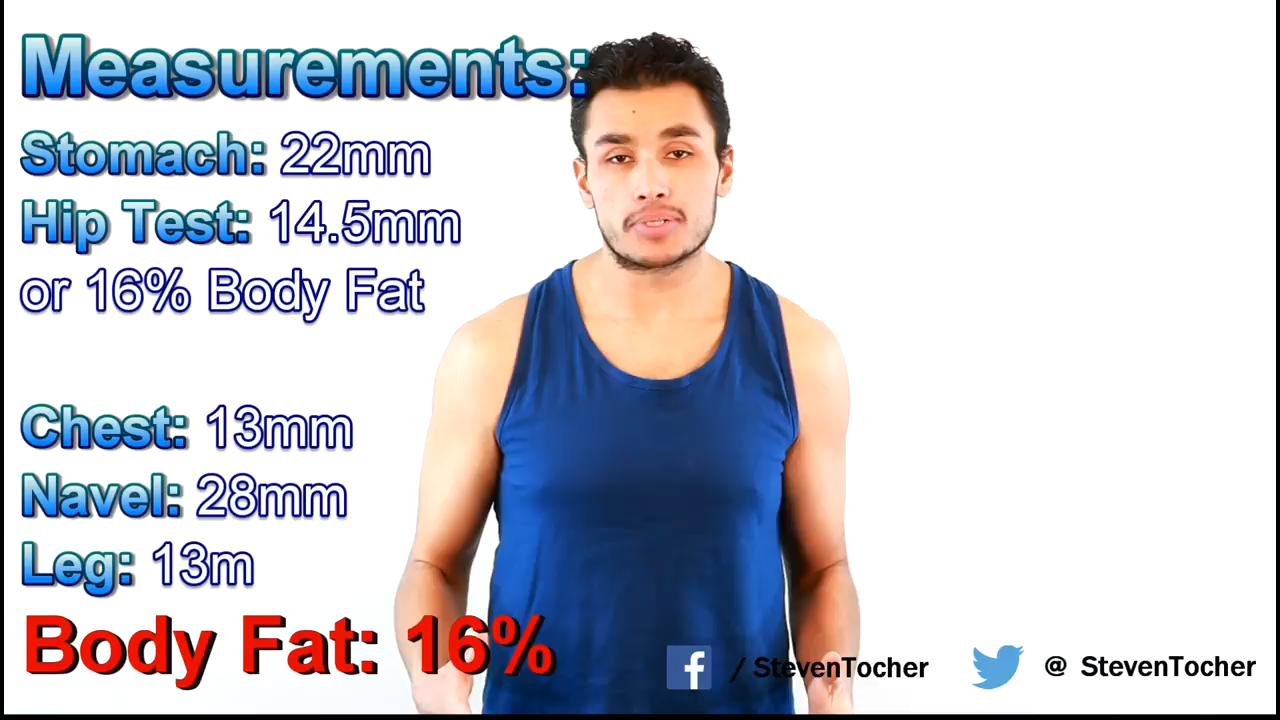 Measurements:
Stomach: 22mm
Hip Test: 14.5mm
or 16% Body Fat
Chest: 13mm
Navel: 28mm
Leg: 13m
Body Fat: 16%
f / StevenTocher
@ StevenTocher